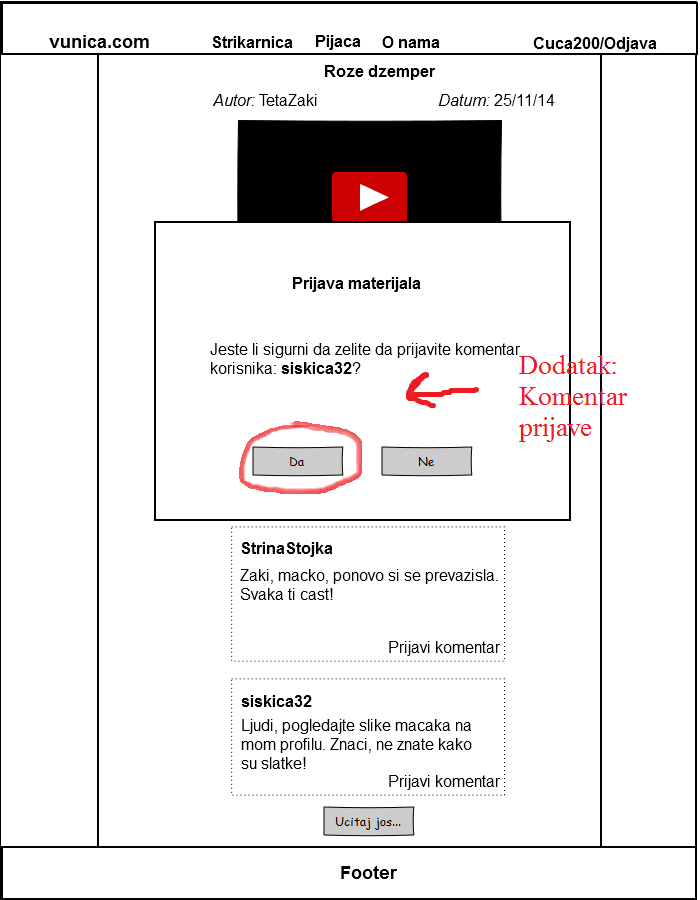 vunica.com Strikarnica Pijaca O nama Cuca200/Odjava
Roze dzemper
Autor: TetaZaki Datum: 25/11/14
Prijava materijala
Jeste li sigurni da zelite da prijavite komentar
korisnika: siskica32?
Dodatak:
Komentar
prijave
Da Ne
StrinaStojka
Zaki, macko, ponovo si se prevazisla.
Svaka ti cast!
Prijavi komentar
siskica32
Ljudi, pogledajte slike macaka na
mom profilu. Znaci, ne znate kako
su slatke!
Prijavi komentar
Ucitaj jos...
Footer